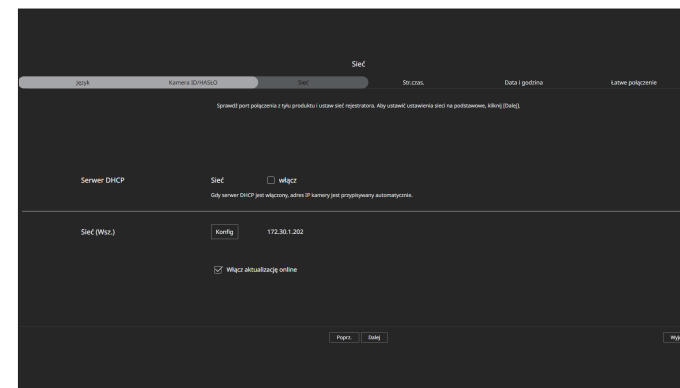 Sieć
Język Kamera ID/HASŁO Sieć Str.czas. Data i godzina Łatwe połączenie
Sprawdź port połączenia z tyłu produktu i ustaw sieć rejestratora. Aby ustawić ustawienia sieci na podstawowe, kliknij [Dalej].
Serwer DHCP Sieć włącz
Gdy serwer DHCP jest włączony, adres IP kamery jest przypisywany automatycznie.
Sieć (Wsz.) Konfig 172.30.1.202
Włącz aktualizację online
Poprz. Dalej